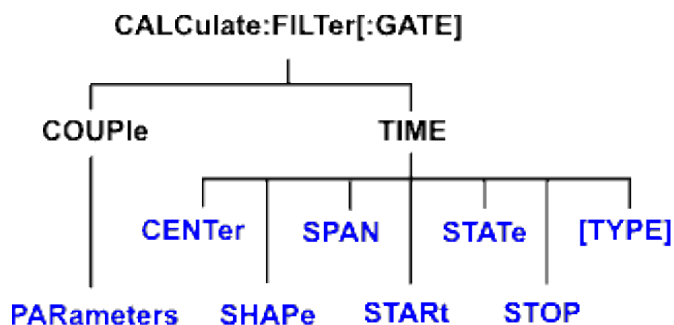 CALCulate:FILTer[:GATE]
COUPle TIME
CENTer SPAN STATe [TYPE]
PARameters SHAPe STARt STOP